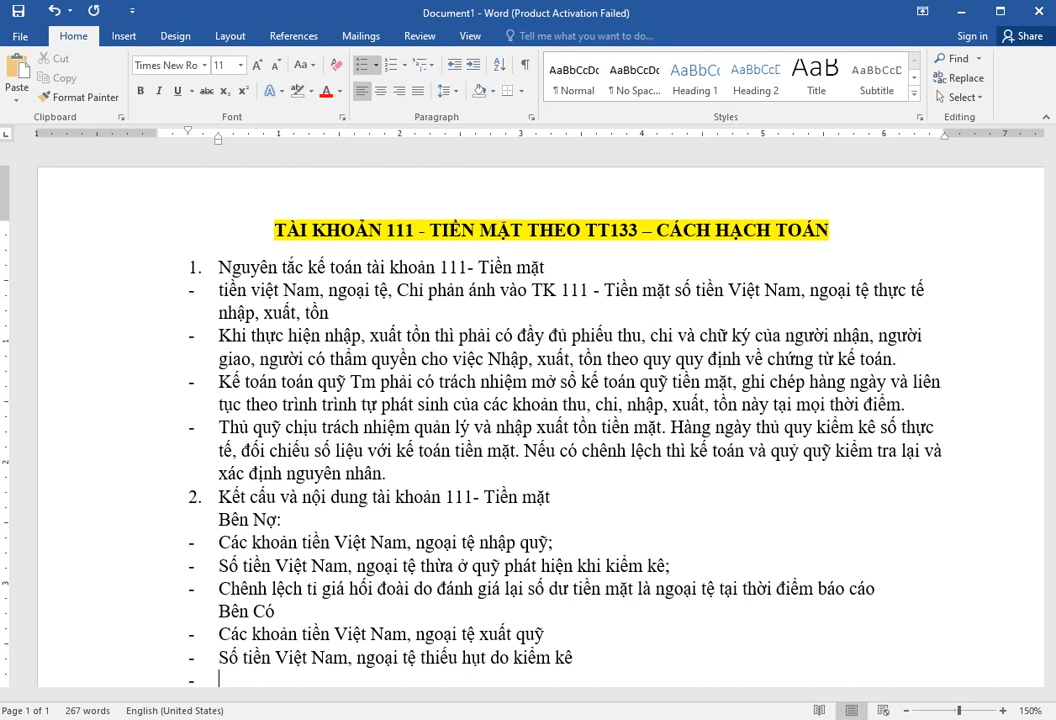 Document1 - Word (Product Activation Failed)
File Home Insert Design Layout References Mailings Review View Tell me what you want to do... Sign in Share
Paste
Cut
Copy
Format Painter
Clipboard
Times New Ro 11
Font
Paragraph
AaBbCcDc AaBbCcDc AaBbCc AaBbCcD AaB AaBbCcD
¶ Normal ¶ No Spac... Heading 1 Heading 2 Title Subtitle
Styles
Find
Replace
Select
Editing
TÀI KHOẢN 111 - TIỀN MẶT THEO TT133 – CÁCH HẠCH TOÁN
1. Nguyên tắc kế toán tài khoản 111- Tiền mặt
- tiền việt Nam, ngoại tệ, Chỉ phản ánh vào TK 111 - Tiền mặt số tiền Việt Nam, ngoại tệ thực tế
nhập, xuất, tồn
- Khi thực hiện nhập, xuất tồn thì phải có đầy đủ phiếu thu, chi và chữ ký của người nhận, người
giao, người có thẩm quyền cho việc Nhập, xuất, tồn theo quy quy định về chứng từ kế toán.
- Kế toán toán quỹ Tm phải có trách nhiệm mở sổ kế toán quỹ tiền mặt, ghi chép hàng ngày và liên
tục theo trình trình tự phát sinh của các khoản thu, chi, nhập, xuất, tồn này tại mọi thời điểm.
- Thủ quỹ chịu trách nhiệm quản lý và nhập xuất tồn tiền mặt. Hàng ngày thủ quy kiểm kê số thực
tế, đối chiếu số liệu với kế toán tiền mặt. Nếu có chênh lệch thì kế toán và quỷ quỹ kiểm tra lại và
xác định nguyên nhân.
2. Kết cấu và nội dung tài khoản 111- Tiền mặt
Bên Nợ:
- Các khoản tiền Việt Nam, ngoại tệ nhập quỹ;
- Số tiền Việt Nam, ngoại tệ thừa ở quỹ phát hiện khi kiểm kê;
- Chênh lệch tỉ giá hối đoài do đánh giá lại số dư tiền mặt là ngoại tệ tại thời điểm báo cáo
Bên Có
- Các khoản tiền Việt Nam, ngoại tệ xuất quỹ
- Số tiền Việt Nam, ngoại tệ thiếu hụt do kiểm kê
-
Page 1 of 1 267 words English (United States) 150%